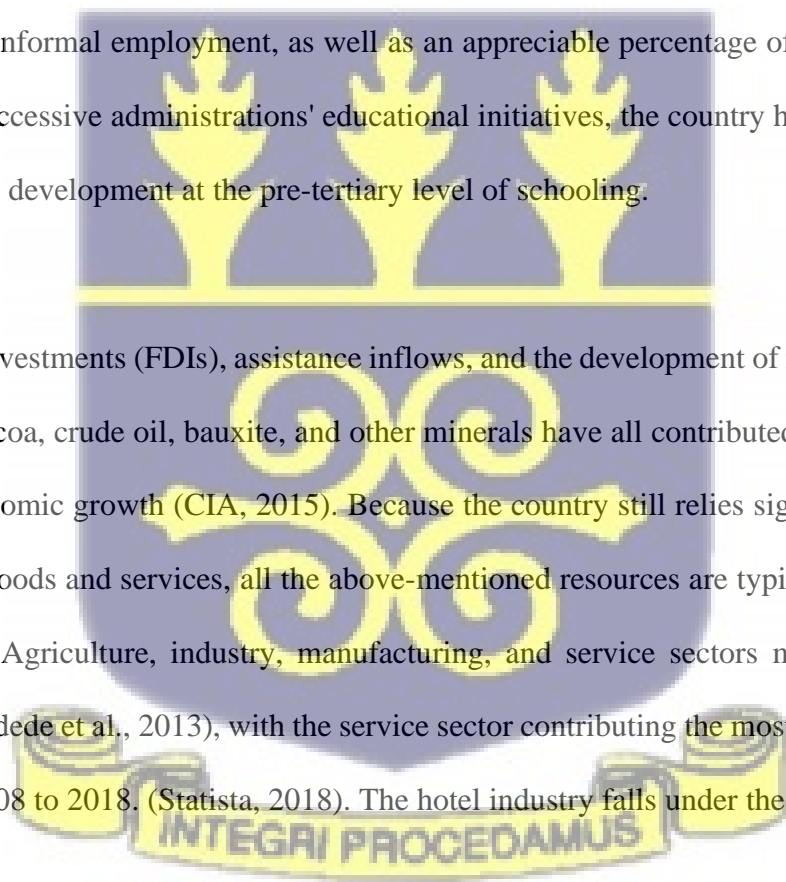 nformal employment, as well as an appreciable percentage of
ccessive administrations' educational initiatives, the country h
development at the pre-tertiary level of schooling.
vestments (FDIs), assistance inflows, and the development of
coa, crude oil, bauxite, and other minerals have all contributed
omic growth (CIA, 2015). Because the country still relies sig
oods and services, all the above-mentioned resources are typi
Agriculture, industry, manufacturing, and service sectors n
dede et al., 2013), with the service sector contributing the most
08 to 2018. (Statista, 2018). The hotel industry falls under the
INTEGRI PROCEDAMUS